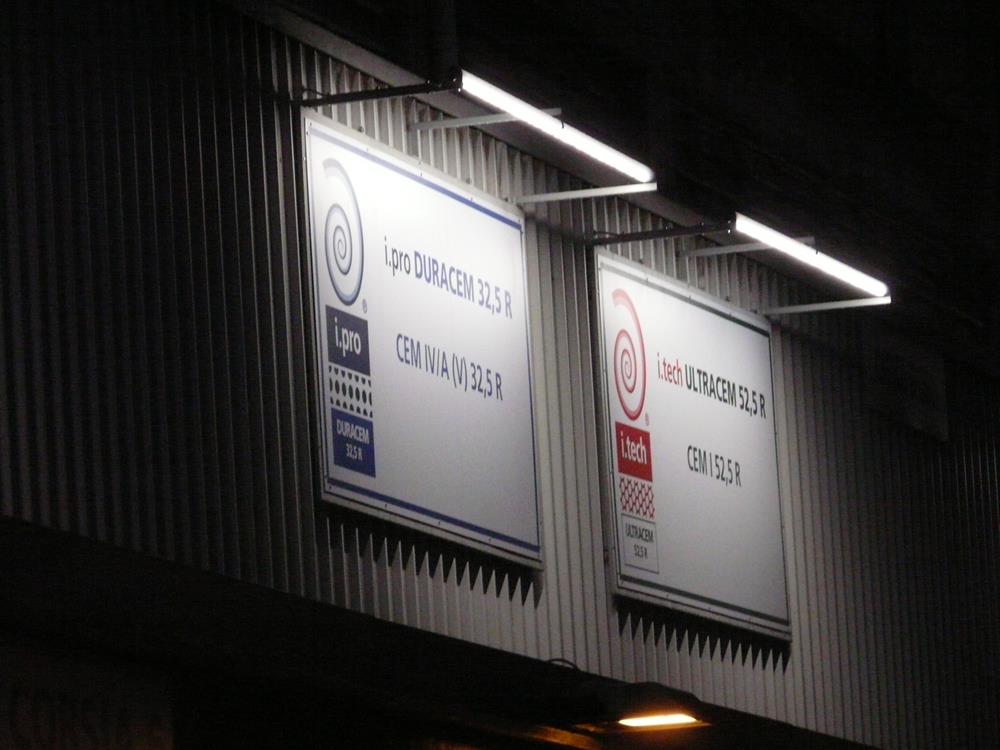 i.pro DURACEM 32,5 R
CEM IV/A (V) 32,5 R
®
i.pro
DURACEM
32,5 R
i.tech ULTRACEM 52,5 R
CEM I 52,5 R
®
i.tech
ULTRACEM
52,5 R